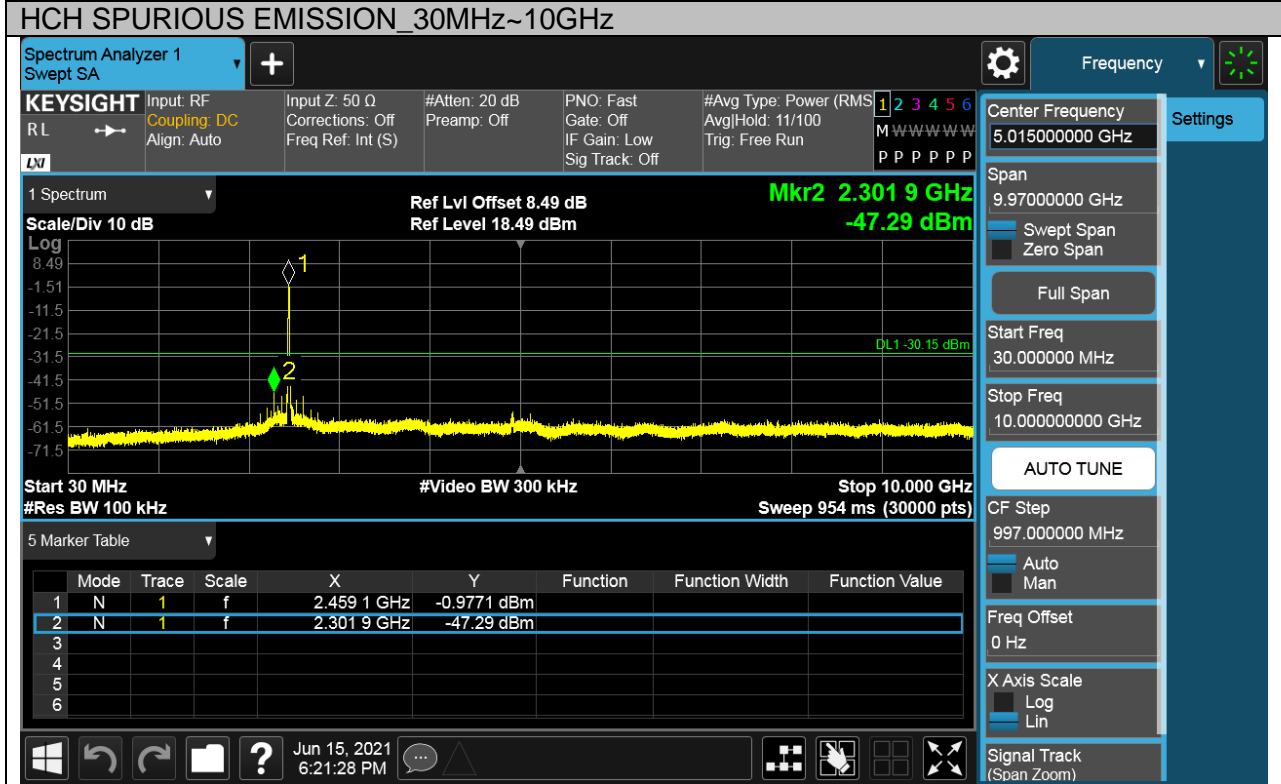 HCH SPURIOUS EMISSION_30MHz~10GHz
Spectrum Analyzer 1
Swept SA
Frequency
KEYSIGHT Input: RF Input Z: 50 Ω #Atten: 20 dB PNO: Fast #Avg Type: Power (RMS 1 2 3 4 5 6
RL Coupling: DC Corrections: Off Preamp: Off Gate: Off Avg|Hold: 11/100 M W W W W W
Align: Auto Freq Ref: Int (S) IF Gain: Low Trig: Free Run
LXI Sig Track: Off P P P P P P
1 Spectrum
Ref Lvl Offset 8.49 dB
Mkr2 2.301 9 GHz
Scale/Div 10 dB Ref Level 18.49 dBm -47.29 dBm
Log
8.49
1
-1.51
-11.5
-21.5
DL1 -30.15 dBm
-31.5
2
-41.5
-51.5
-61.5
-71.5
Start 30 MHz #Video BW 300 kHz Stop 10.000 GHz
#Res BW 100 kHz Sweep 954 ms (30000 pts)
5 Marker Table
Mode Trace Scale X Y Function Function Width Function Value
1 N 1 f 2.459 1 GHz -0.9771 dBm
2 N 1 f 2.301 9 GHz -47.29 dBm
3
4
5
6
Jun 15, 2021
6:21:28 PM
Center Frequency
5.015000000 GHz
Settings
Span
9.97000000 GHz
Swept Span
Zero Span
Full Span
Start Freq
30.000000 MHz
Stop Freq
10.000000000 GHz
AUTO TUNE
CF Step
997.000000 MHz
Auto
Man
Freq Offset
0 Hz
X Axis Scale
Log
Lin
Signal Track
(Span Zoom)